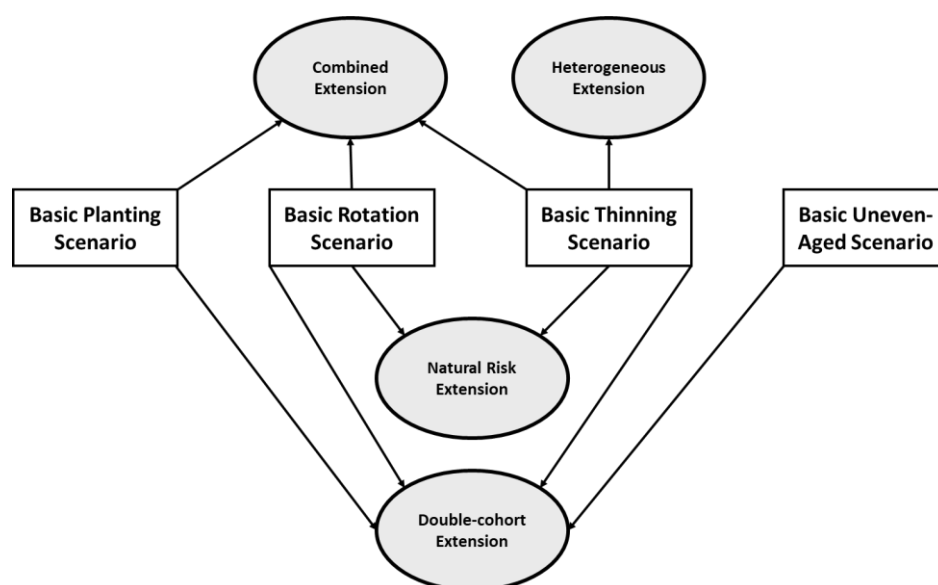 Combined
Extension
Heterogeneous
Extension
Basic Planting
Scenario
Basic Rotation
Scenario
Basic Thinning
Scenario
Basic Uneven-
Aged Scenario
Natural Risk
Extension
Double-cohort
Extension